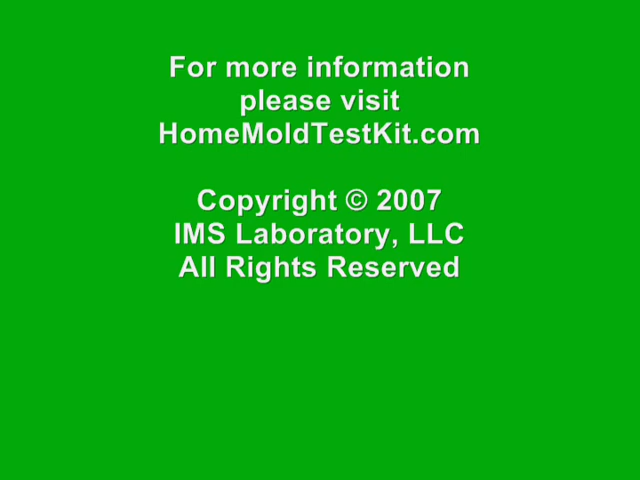 For more information
please visit
HomeMoldTestKit.com
Copyright © 2007
IMS Laboratory, LLC
All Rights Reserved